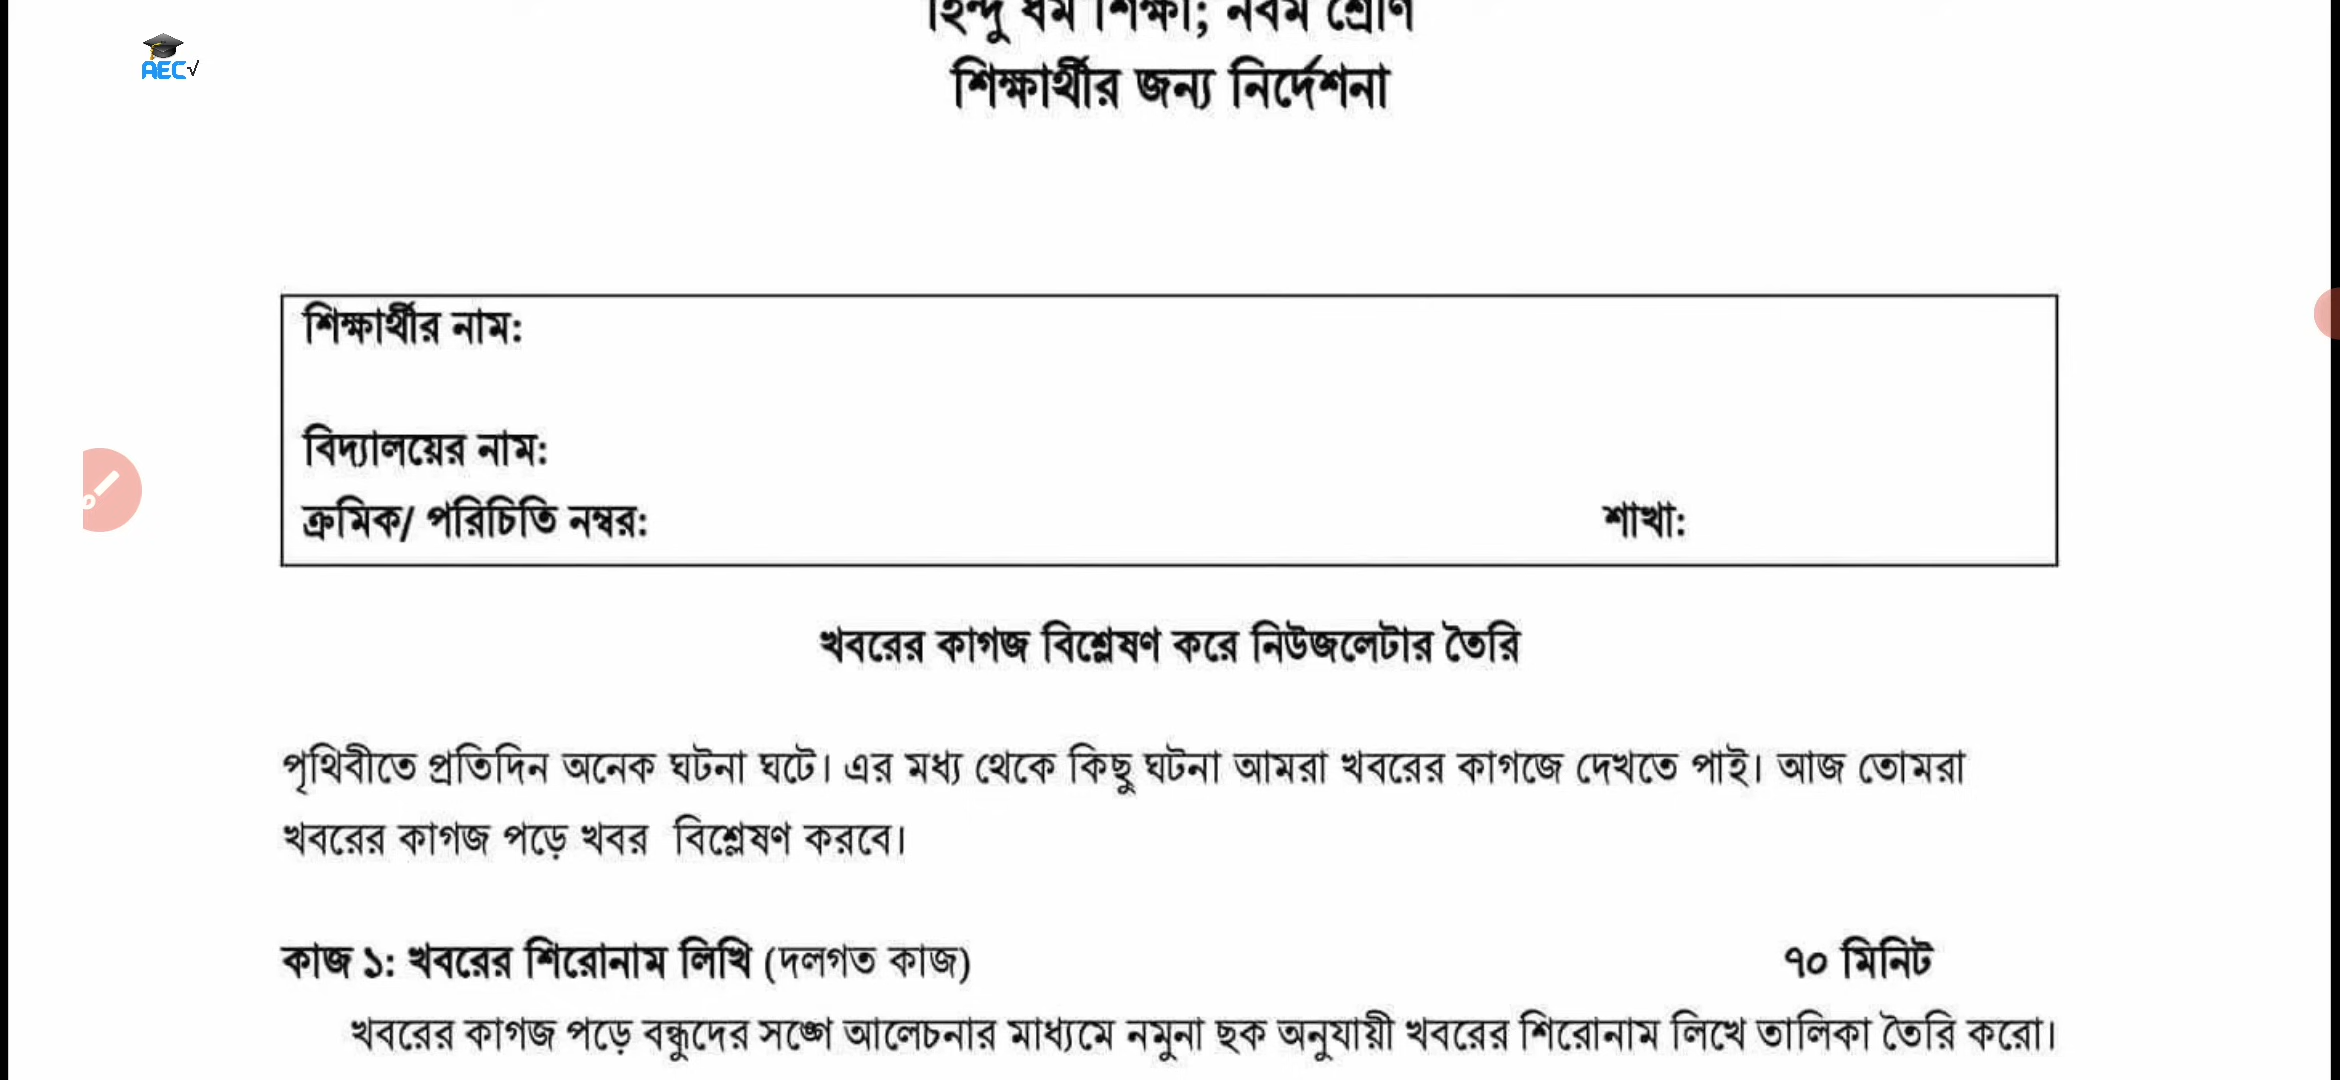 AEC√
হিন্দু ধর্ম শিক্ষা; নবম শ্রেণি
শিক্ষার্থীর জন্য নির্দেশনা
শিক্ষার্থীর নাম:
বিদ্যালয়ের নাম:
ক্রমিক/ পরিচিতি নম্বর: শাখা:
খবরের কাগজ বিশ্লেষণ করে নিউজলেটার তৈরি
পৃথিবীতে প্রতিদিন অনেক ঘটনা ঘটে। এর মধ্য থেকে কিছু ঘটনা আমরা খবরের কাগজে দেখতে পাই। আজ তোমরা
খবরের কাগজ পড়ে খবর বিশ্লেষণ করবে।
কাজ ১: খবরের শিরোনাম লিখি (দলগত কাজ) ৭০ মিনিট
খবরের কাগজ পড়ে বন্ধুদের সঙ্গে আলোচনার মাধ্যমে নমুনা ছক অনুযায়ী খবরের শিরোনাম লিখে তালিকা তৈরি করো।